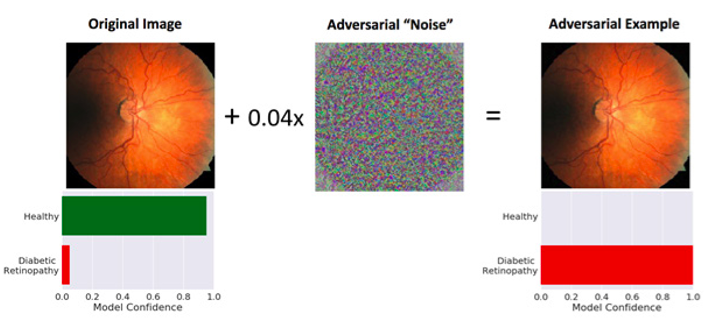 Original Image
Adversarial “Noise”
Adversarial Example
+ 0.04x
=
Healthy
Diabetic
Retinopathy
0.0 0.2 0.4 0.6 0.8 1.0
Model Confidence
Healthy
Diabetic
Retinopathy
0.0 0.2 0.4 0.6 0.8 1.0
Model Confidence